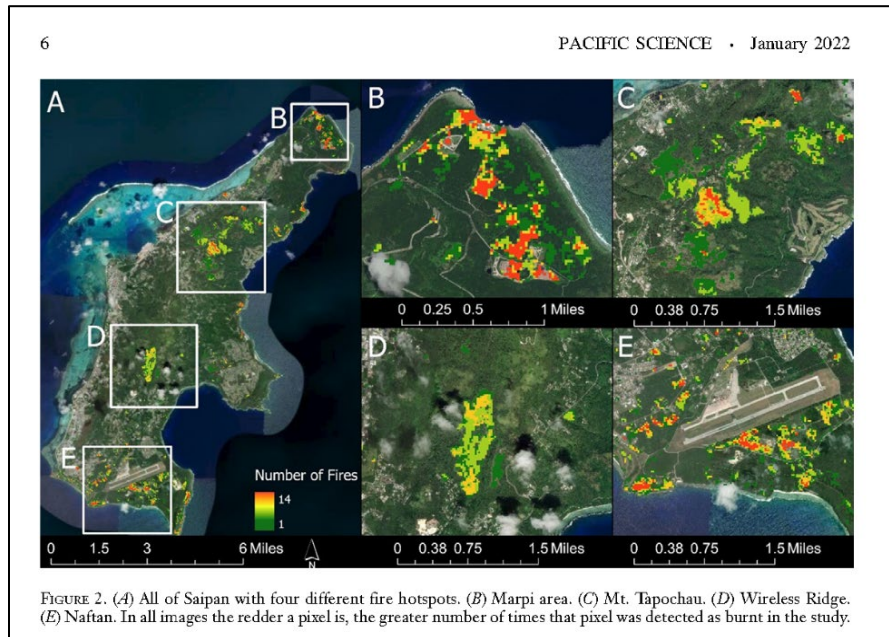 6 PACIFIC SCIENCE • January 2022
A
B
C
D
E
Number of Fires
14
1
0 1.5 3 6 Miles
N
B
0 0.25 0.5 1 Miles
C
0 0.38 0.75 1.5 Miles
D
0 0.38 0.75 1.5 Miles
E
0 0.38 0.75 1.5 Miles
FIGURE 2. (A) All of Saipan with four different fire hotspots. (B) Marpi area. (C) Mt. Tapochau. (D) Wireless Ridge.
(E) Naftan. In all images the redder a pixel is, the greater number of times that pixel was detected as burnt in the study.